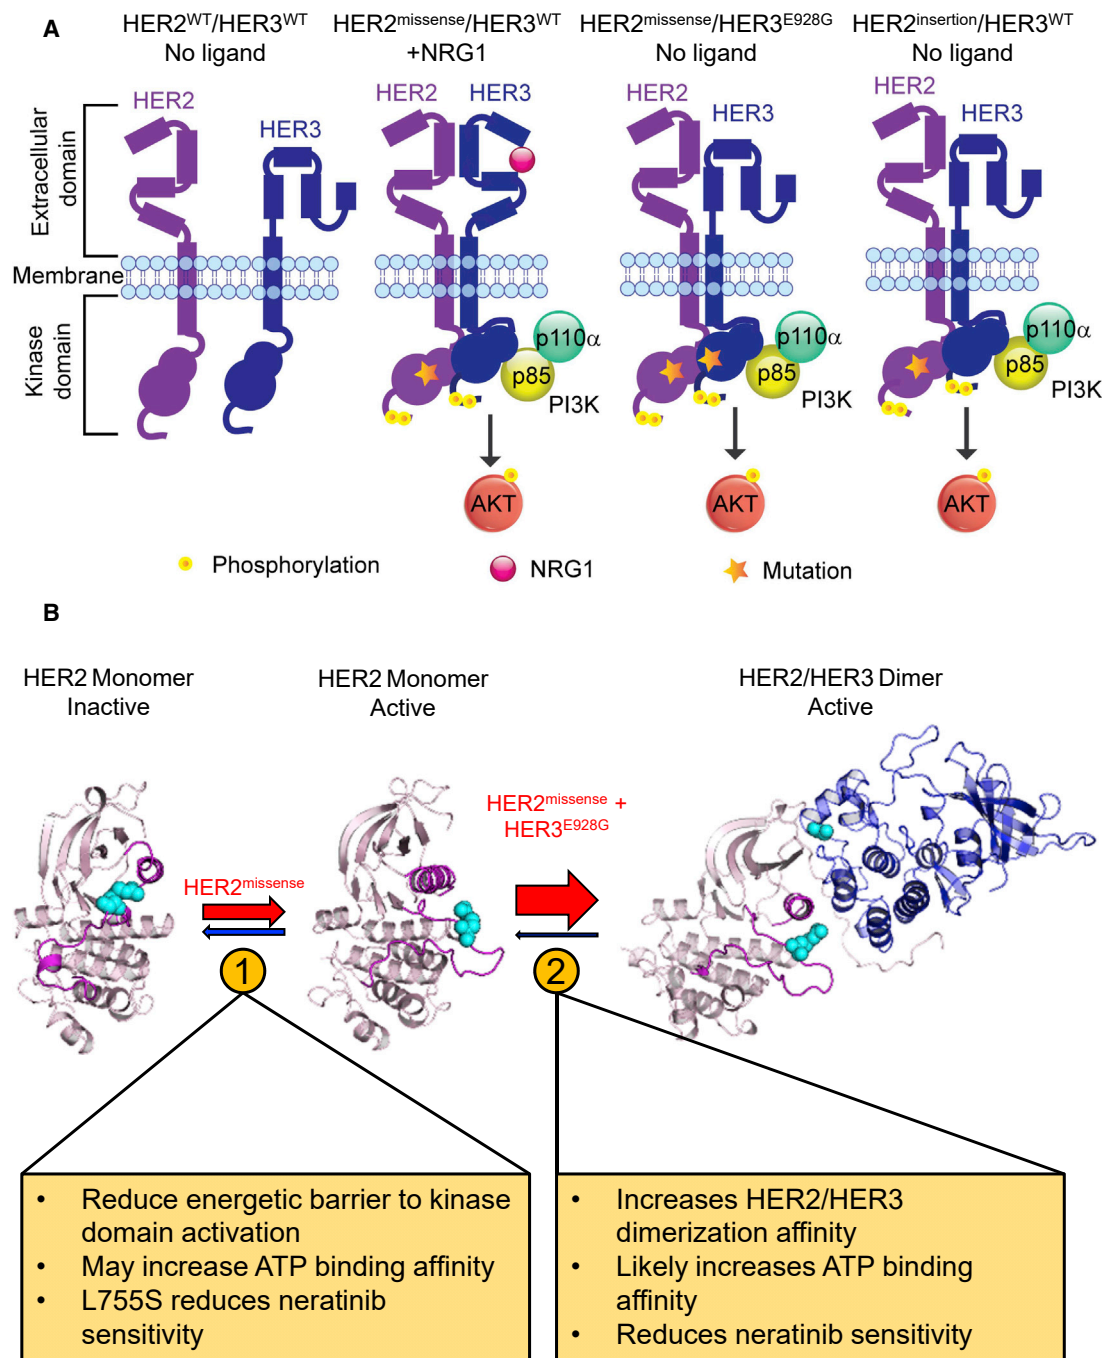 A
HER2WT/HER3WT
No ligand
HER2missense/HER3WT
+NRG1
HER2missense/HER3E928G
No ligand
HER2insertion/HER3WT
No ligand
Extracellular
domain
Membrane
Kinase
domain
HER2
HER3
HER2
HER3
p110α
p85
PI3K
AKT
HER2
HER3
p110α
p85
PI3K
AKT
HER2
HER3
p110α
p85
PI3K
AKT
Phosphorylation
NRG1
Mutation
B
HER2 Monomer
Inactive
HER2 Monomer
Active
HER2/HER3 Dimer
Active
HER2missense
HER2missense +
HER3E928G
1
2
• Reduce energetic barrier to kinase
domain activation
• May increase ATP binding affinity
• L755S reduces neratinib
sensitivity
• Increases HER2/HER3
dimerization affinity
• Likely increases ATP binding
affinity
• Reduces neratinib sensitivity